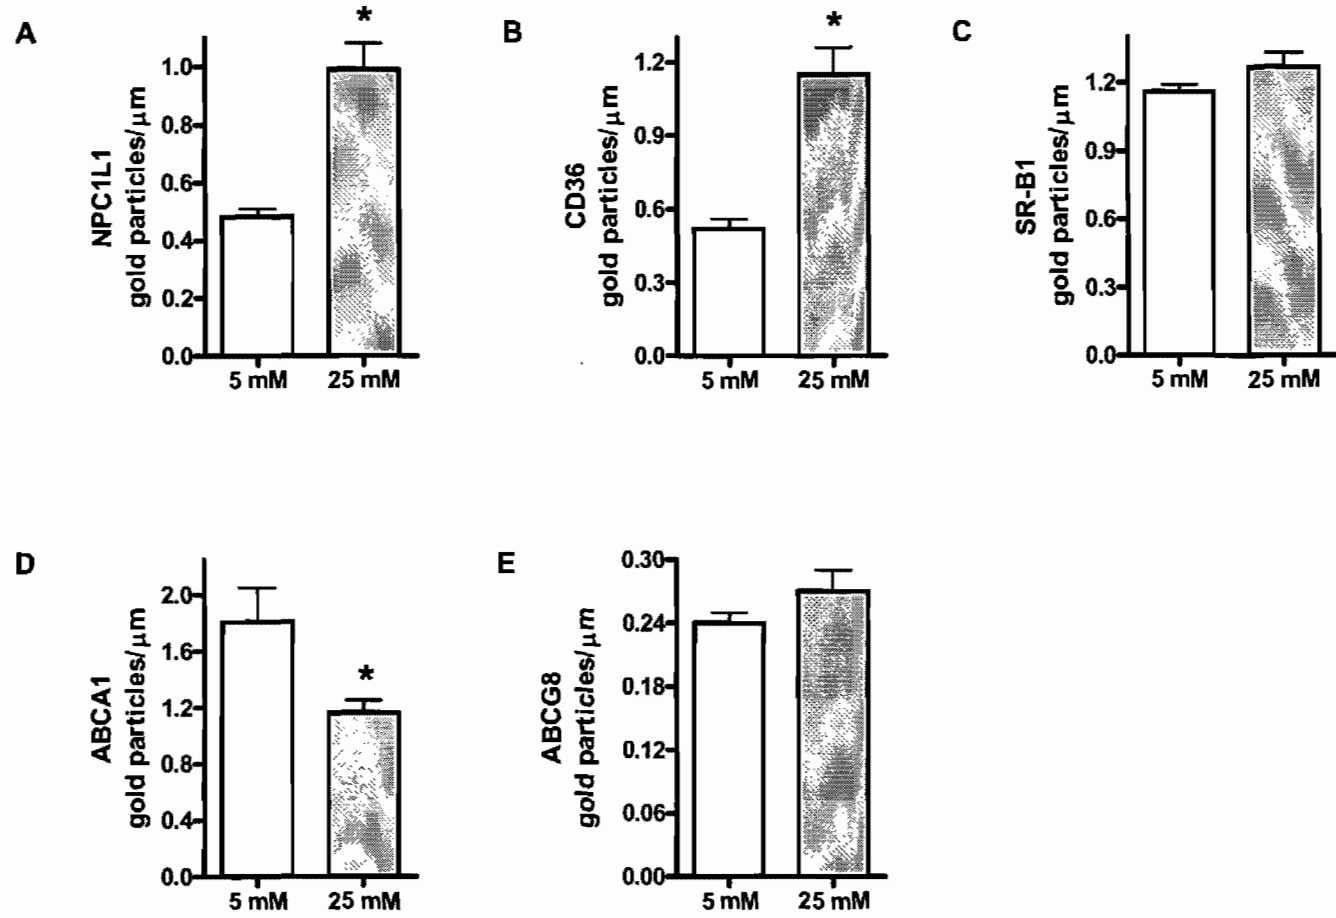 A
NPC1L1
gold particles/μm
1.0
0.8
0.6
0.4
0.2
0.0
*
5 mM
25 mM
B
CD36
gold particles/μm
1.2
0.9
0.6
0.3
0.0
*
5 mM
25 mM
C
SR-B1
gold particles/μm
1.2
0.9
0.6
0.3
0.0
5 mM
25 mM
D
ABCA1
gold particles/μm
2.0
1.6
1.2
0.8
0.4
0.0
*
5 mM
25 mM
E
ABCG8
gold particles/μm
0.30
0.24
0.18
0.12
0.06
0.00
5 mM
25 mM